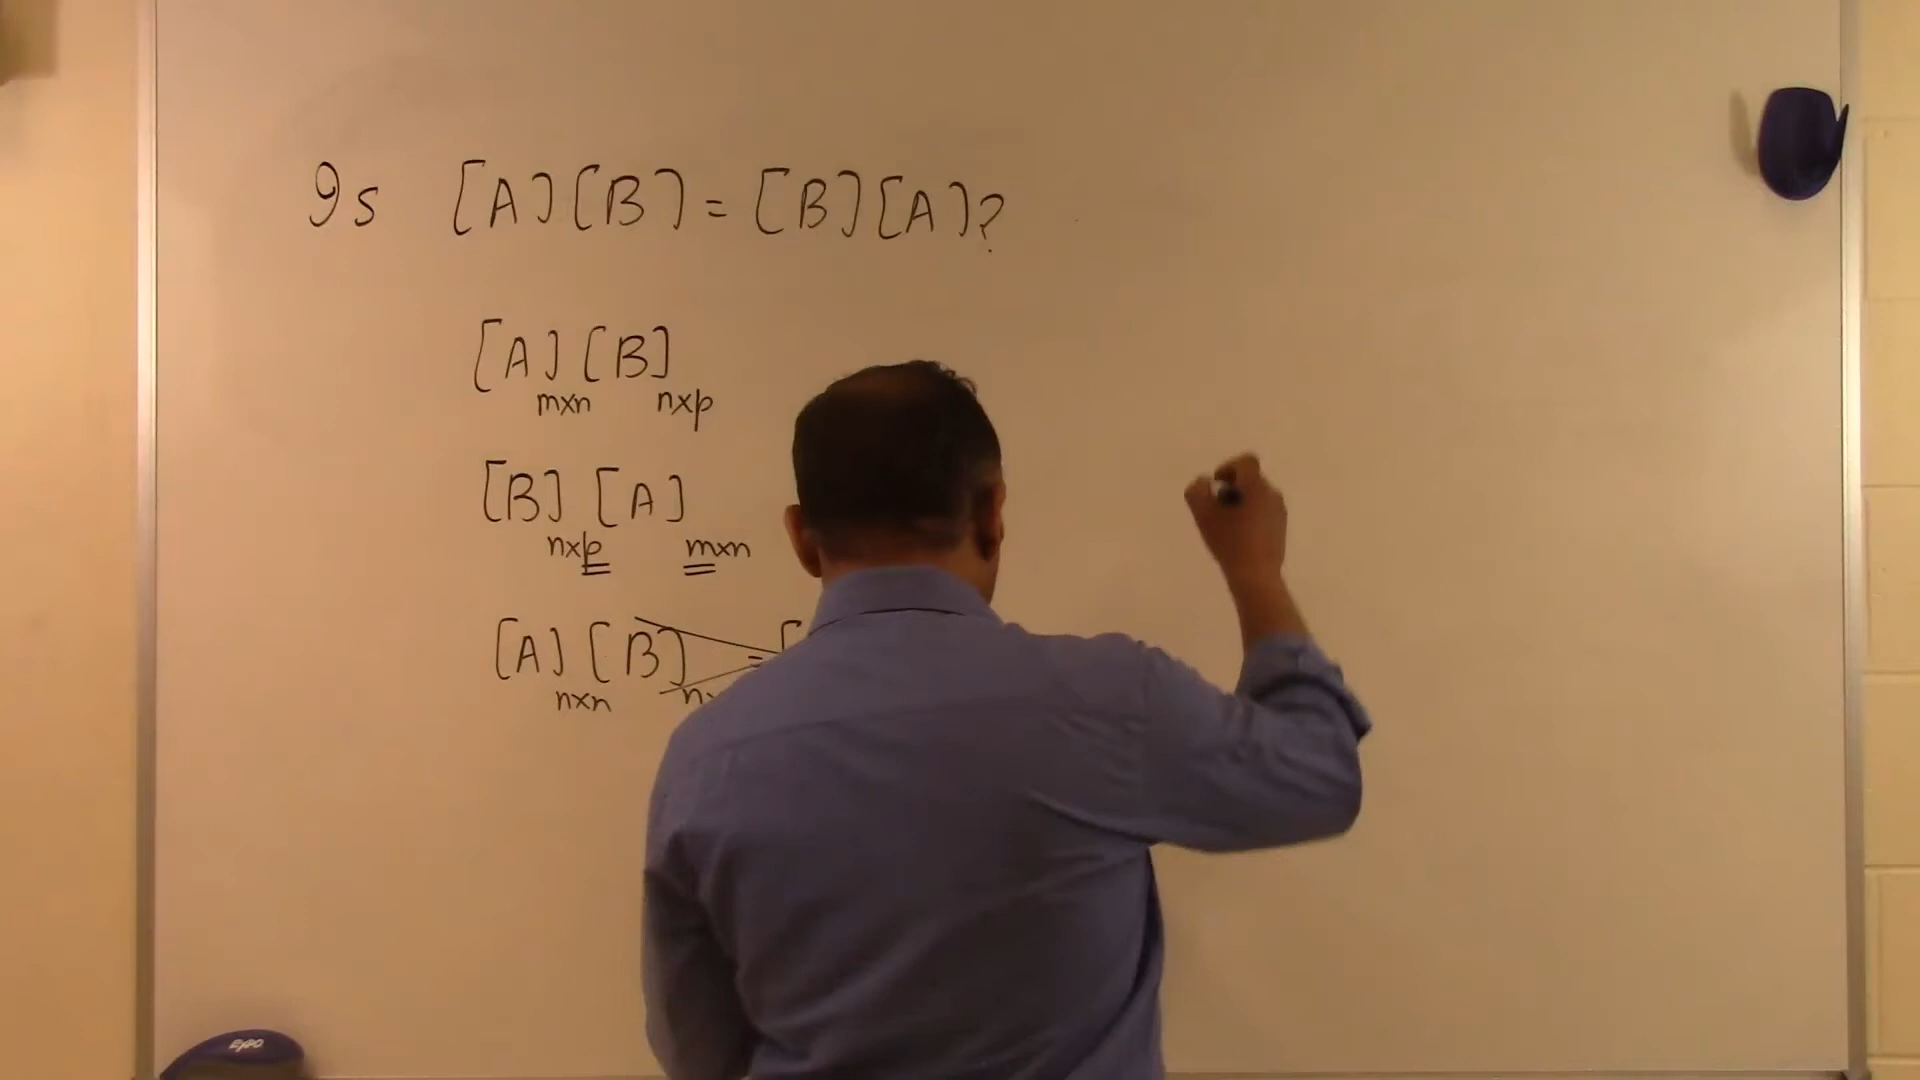 Is [A][B] = [B][A]?
[A] [B]
mxn nxp
[B] [A]
nxp mxn
[A] [B] = [
nxn
EXPO